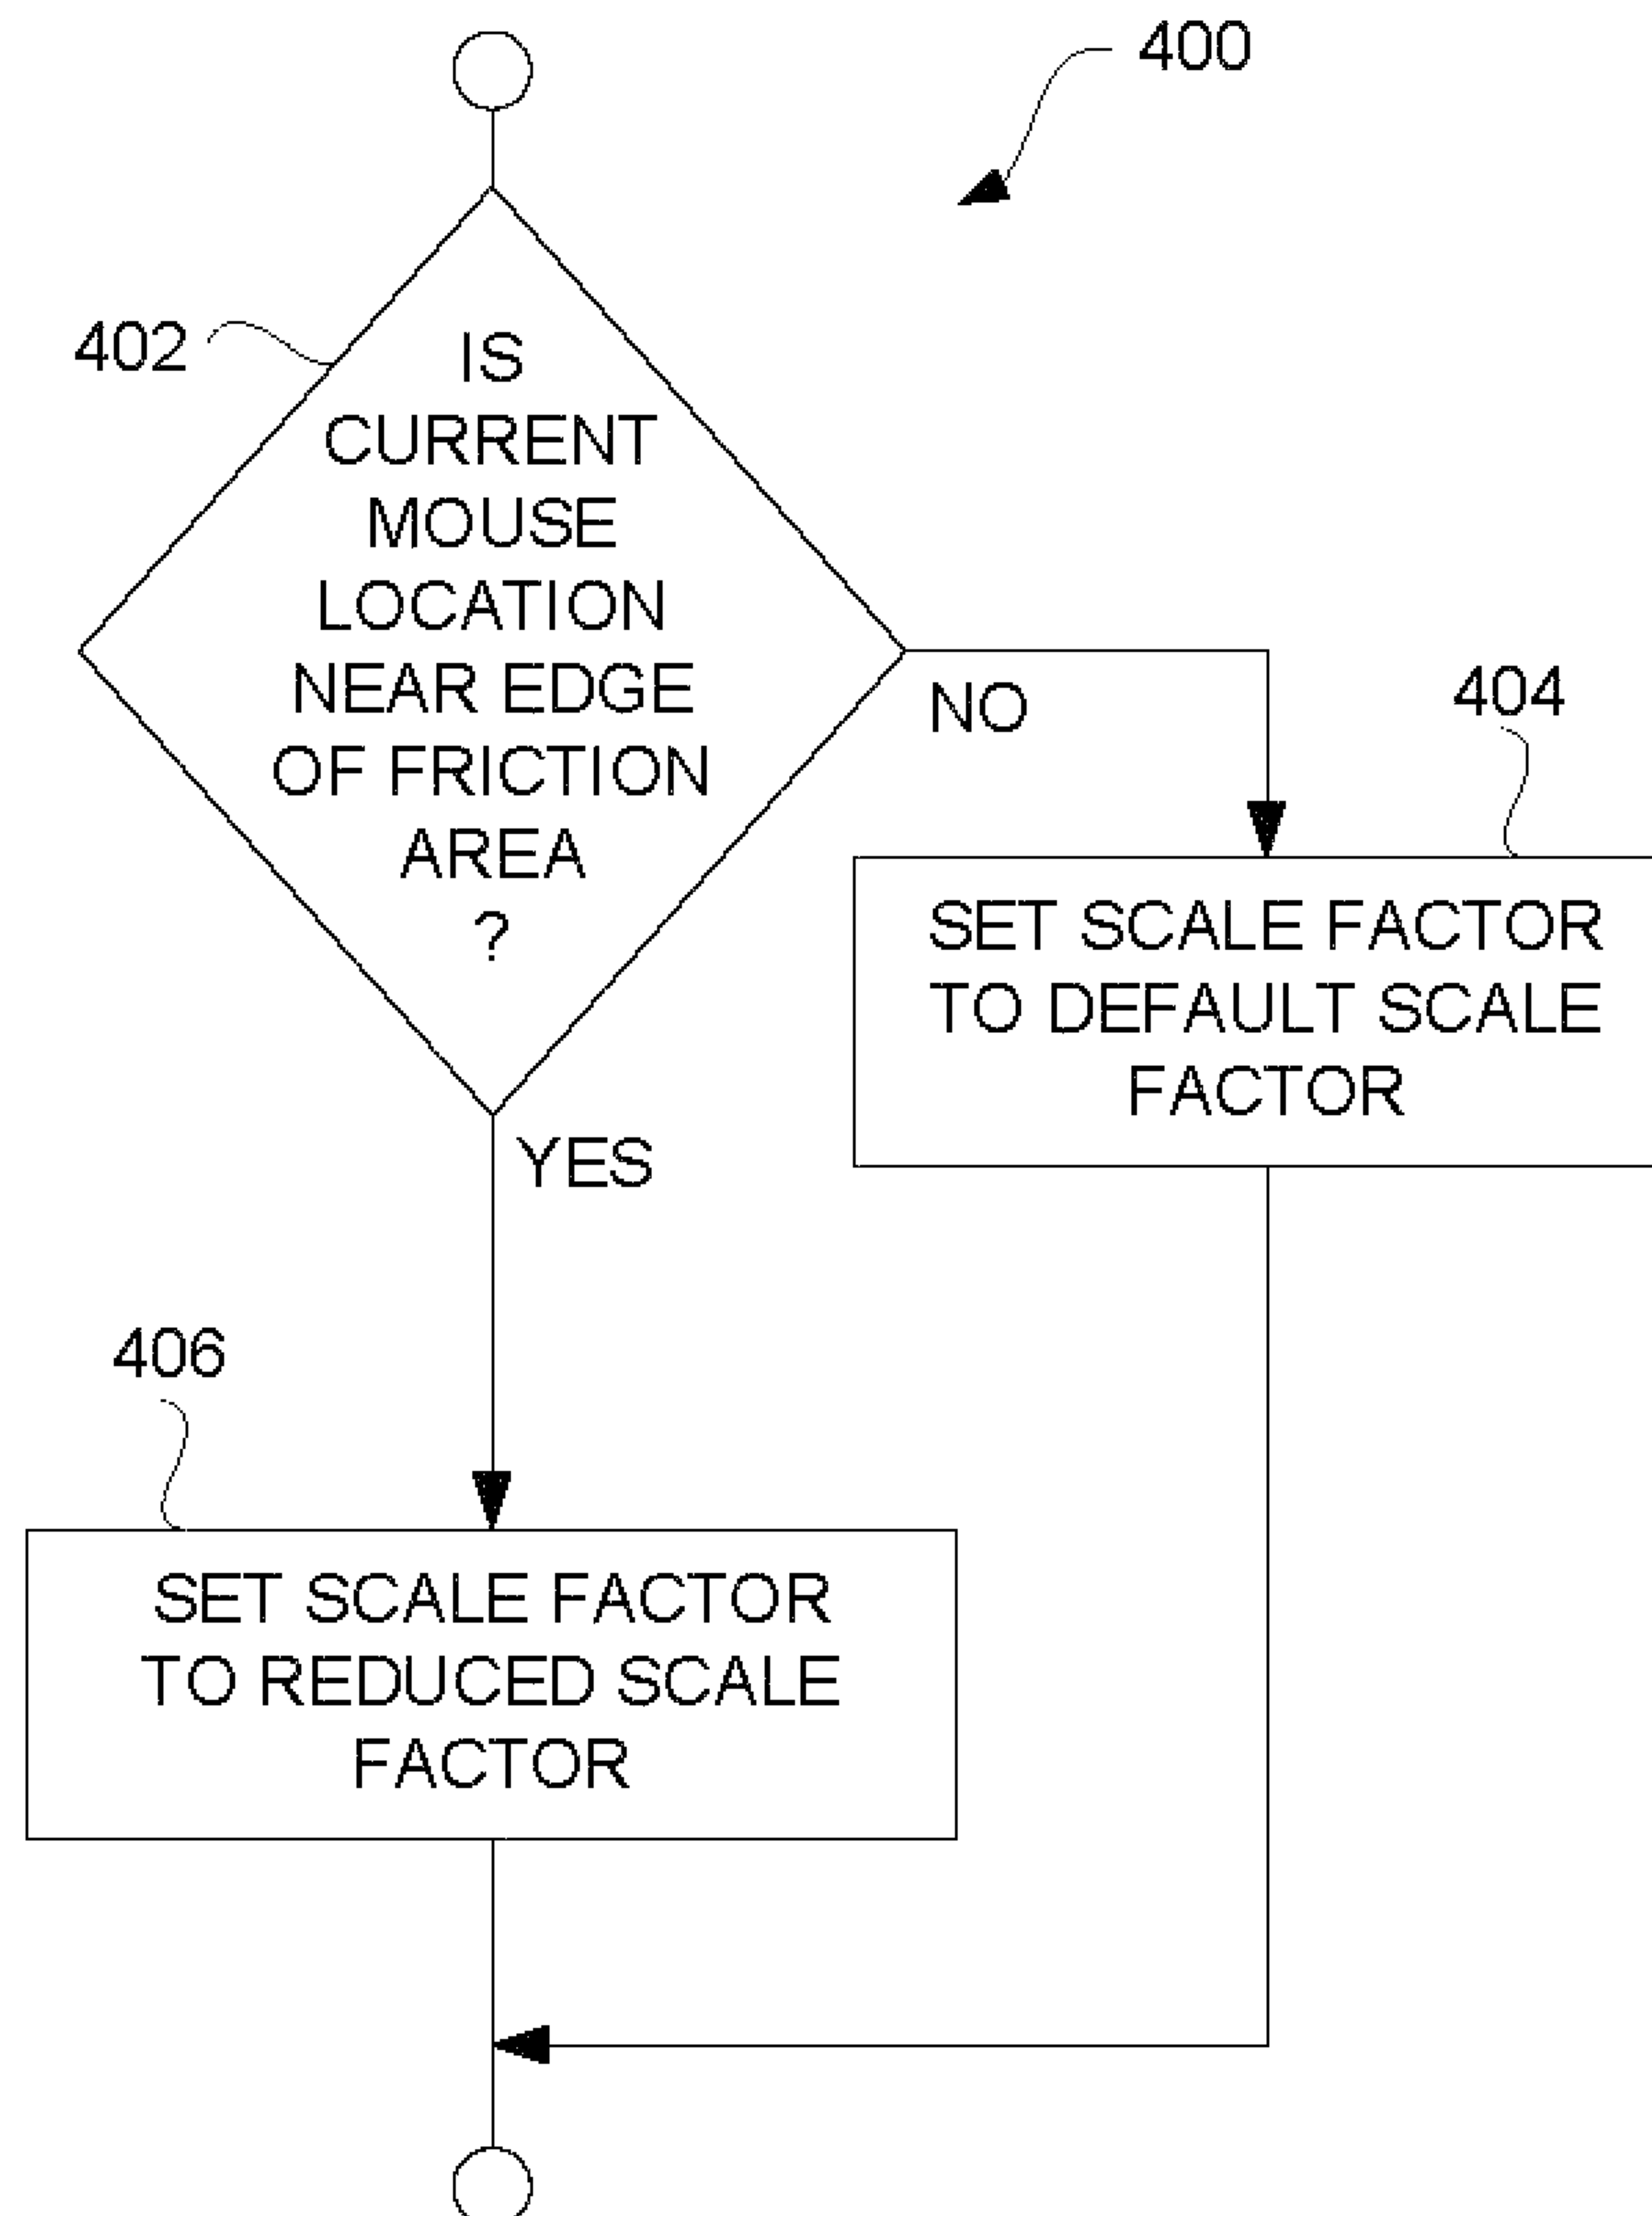 400
402
IS
CURRENT
MOUSE
LOCATION
NEAR EDGE
OF FRICTION
AREA
?
NO
404
SET SCALE FACTOR
TO DEFAULT SCALE
FACTOR
YES
406
SET SCALE FACTOR
TO REDUCED SCALE
FACTOR